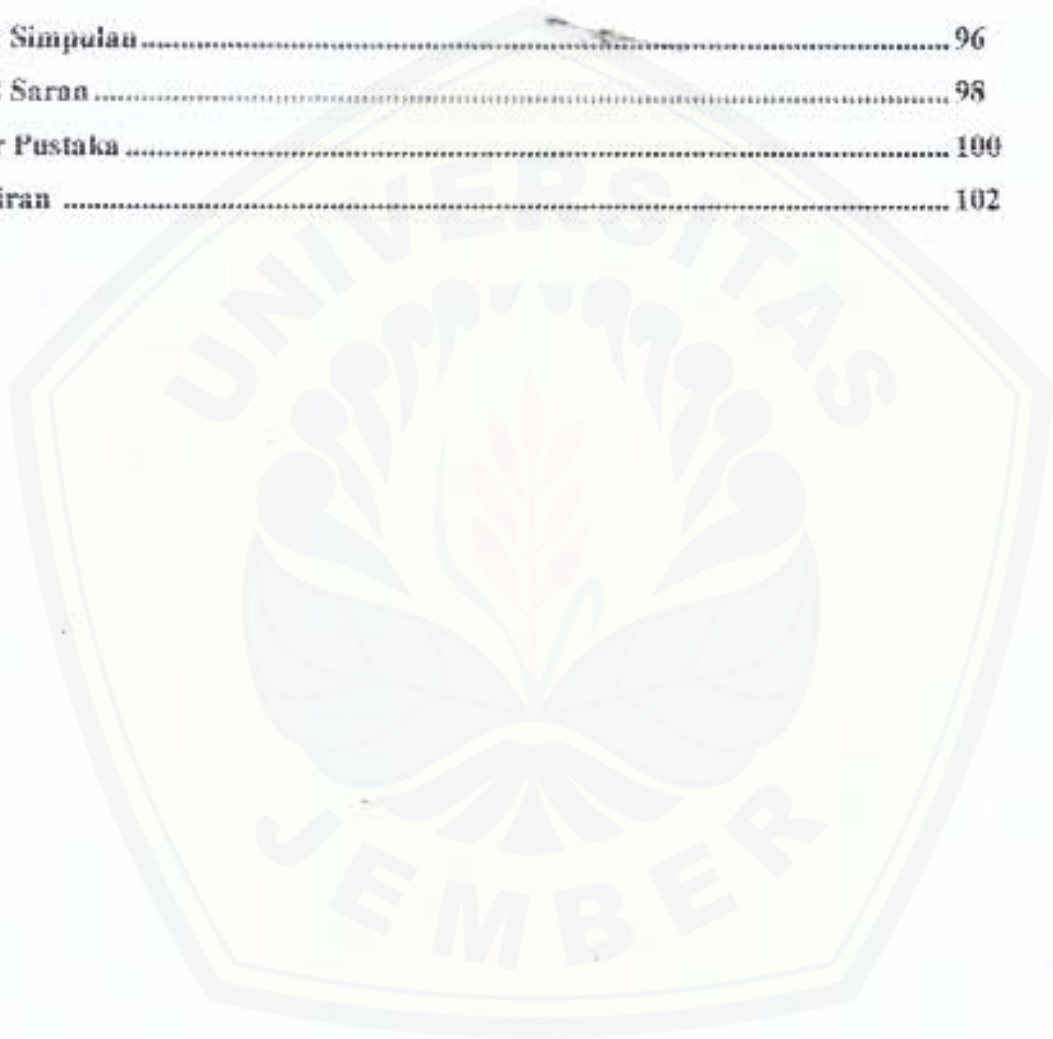 Simpulan ........ 96
Saran ........ 98
r Pustaka ........ 100
iran ........ 102
UNIVERSITAS
JEMBER